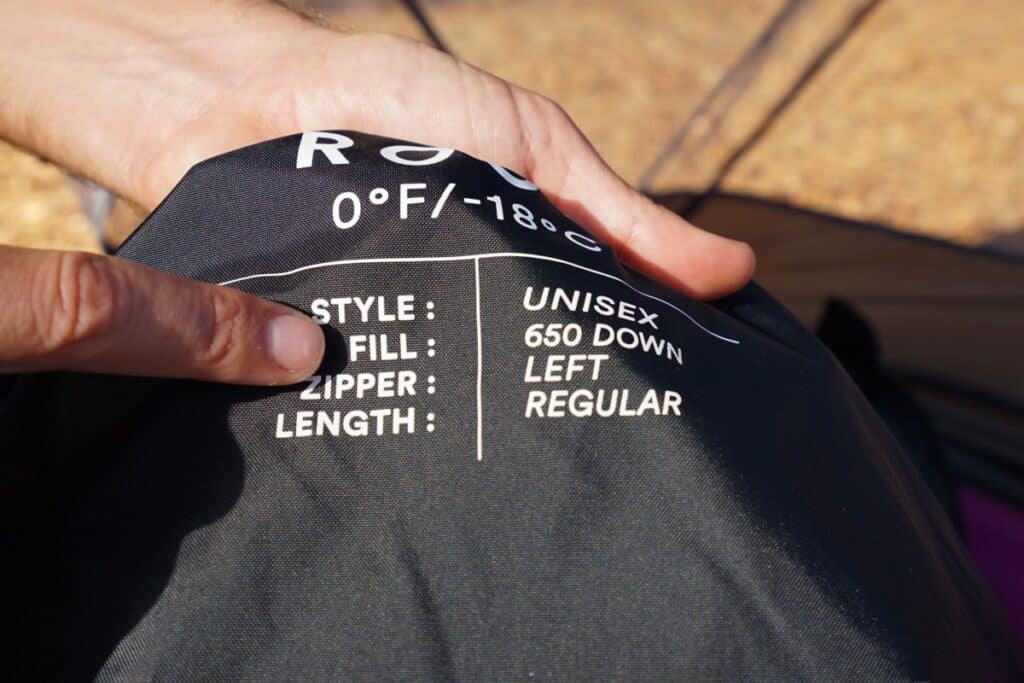 0°F/-18°C
STYLE : UNISEX
FILL : 650 DOWN
ZIPPER : LEFT
LENGTH : REGULAR